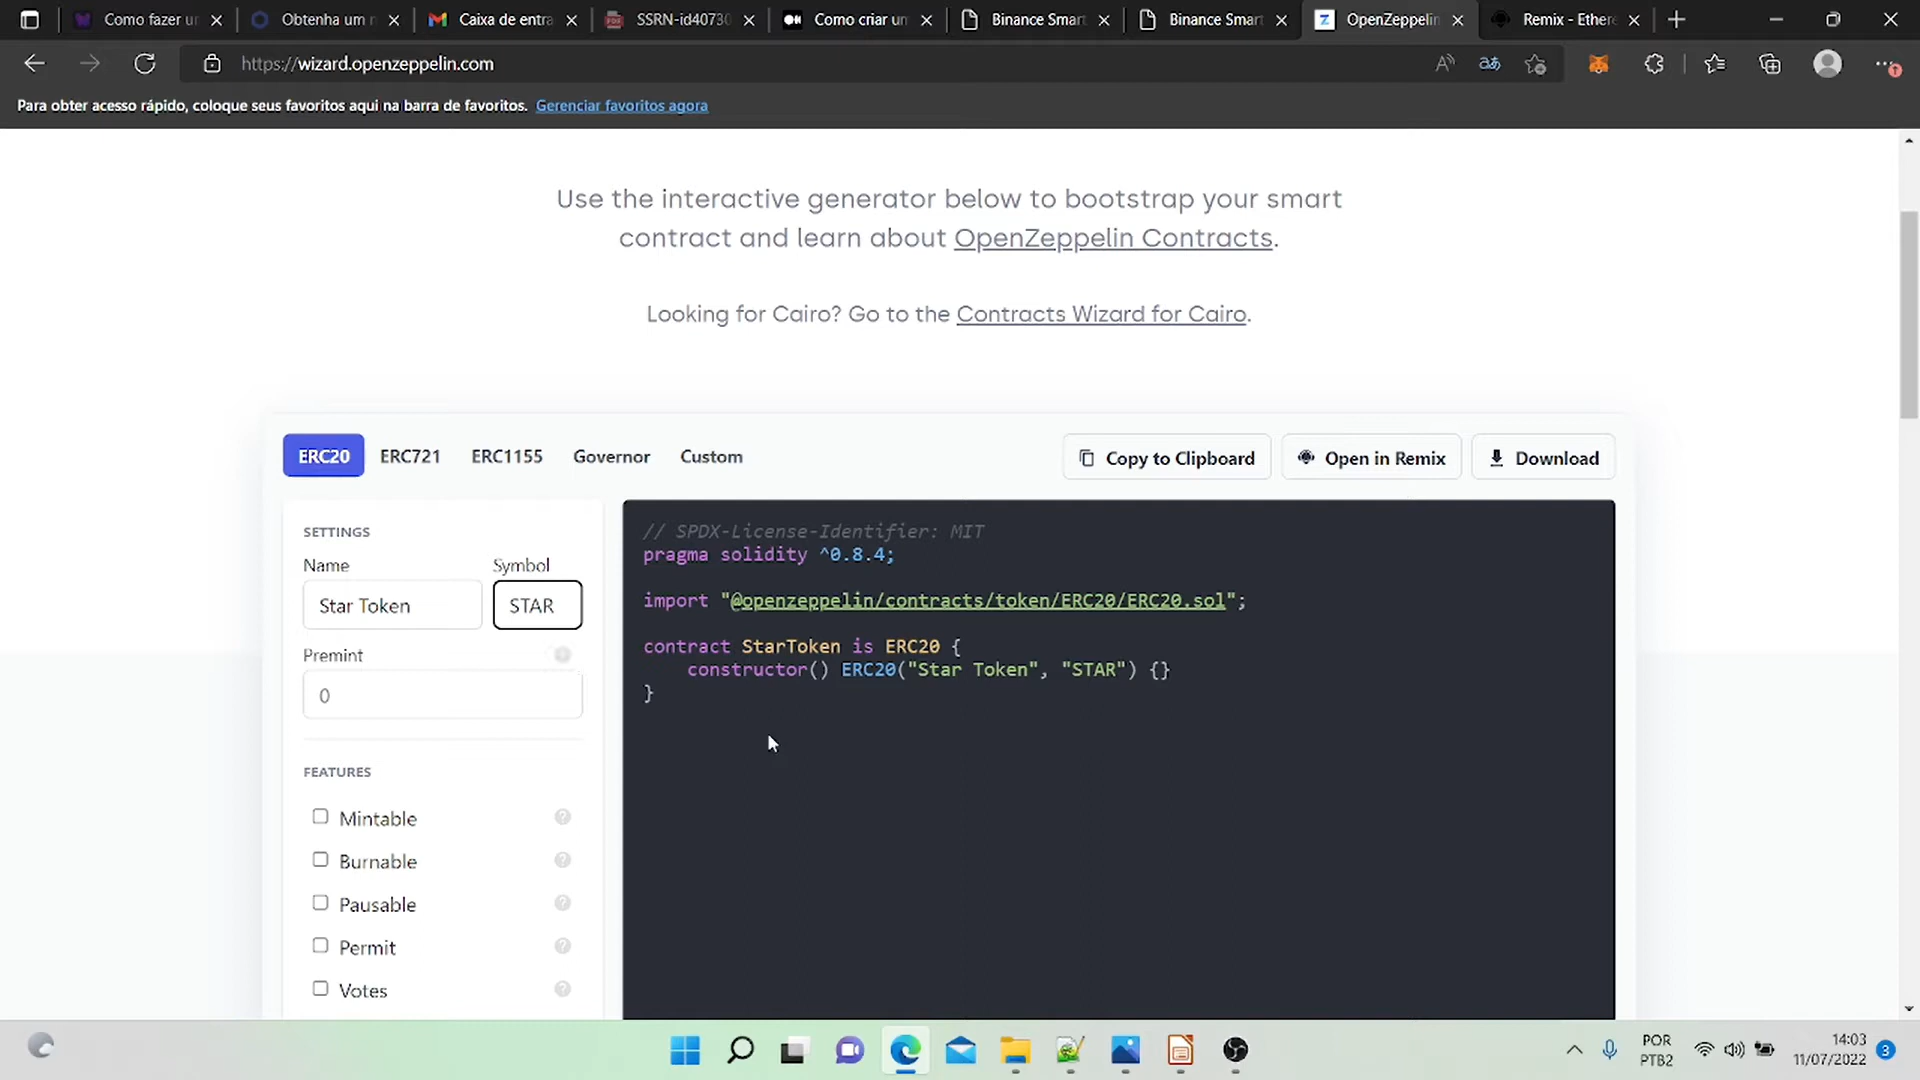 Como fazer ur
Obtenha um r
Caixa de entra
SSRN-id40730
Como criar un
Binance Smar
Binance Smar
OpenZeppelin
Remix - Ethere
https://wizard.openzeppelin.com
Para obter acesso rápido, coloque seus favoritos aqui na barra de favoritos. Gerenciar favoritos agora
Use the interactive generator below to bootstrap your smart
contract and learn about OpenZeppelin Contracts.
Looking for Cairo? Go to the Contracts Wizard for Cairo.
ERC20 ERC721 ERC1155 Governor Custom
Copy to Clipboard
Open in Remix
Download
SETTINGS
Name
Symbol
Star Token
STAR
Premint
0
FEATURES
Mintable
Burnable
Pausable
Permit
Votes
// SPDX-License-Identifier: MIT
pragma solidity ^0.8.4;
import "@openzeppelin/contracts/token/ERC20/ERC20.sol";
contract StarToken is ERC20 {
constructor() ERC20("Star Token", "STAR") {}
}
POR
PTB2
14:03
11/07/2022
3